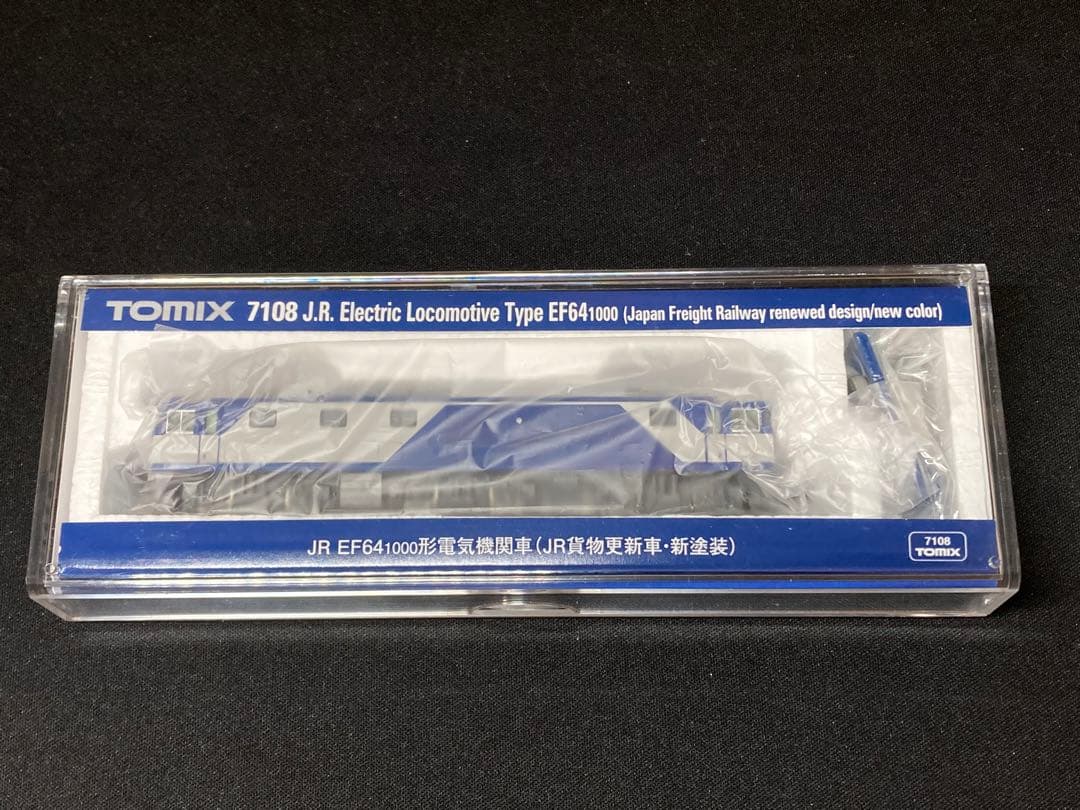 TOMIX 7108 J.R. Electric Locomotive Type EF641000 (Japan Freight Railway renewed design/new color)
JR EF641000形電気機関車(JR貨物更新車・新塗装)
7108
TOMIX